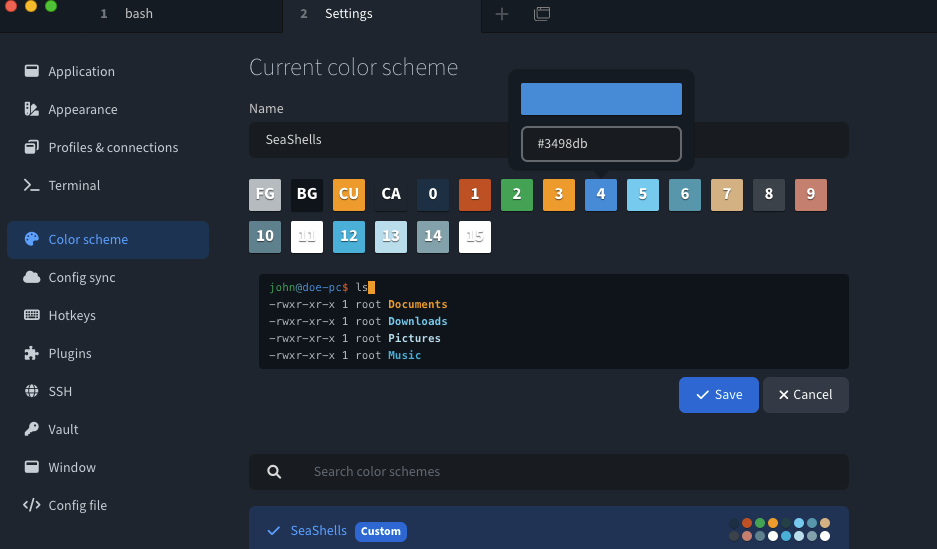 1 bash 2 Settings
Application
Appearance
Profiles & connections
Terminal
Color scheme
Config sync
Hotkeys
Plugins
SSH
Vault
Window
Config file
Current color scheme
Name
SeaShells
#3498db
FG BG CU CA 0 1 2 3 4 5 6 7 8 9
10 11 12 13 14 15
john@doe-pc$ ls
-rwxr-xr-x 1 root Documents
-rwxr-xr-x 1 root Downloads
-rwxr-xr-x 1 root Pictures
-rwxr-xr-x 1 root Music
Save Cancel
Search color schemes
SeaShells Custom